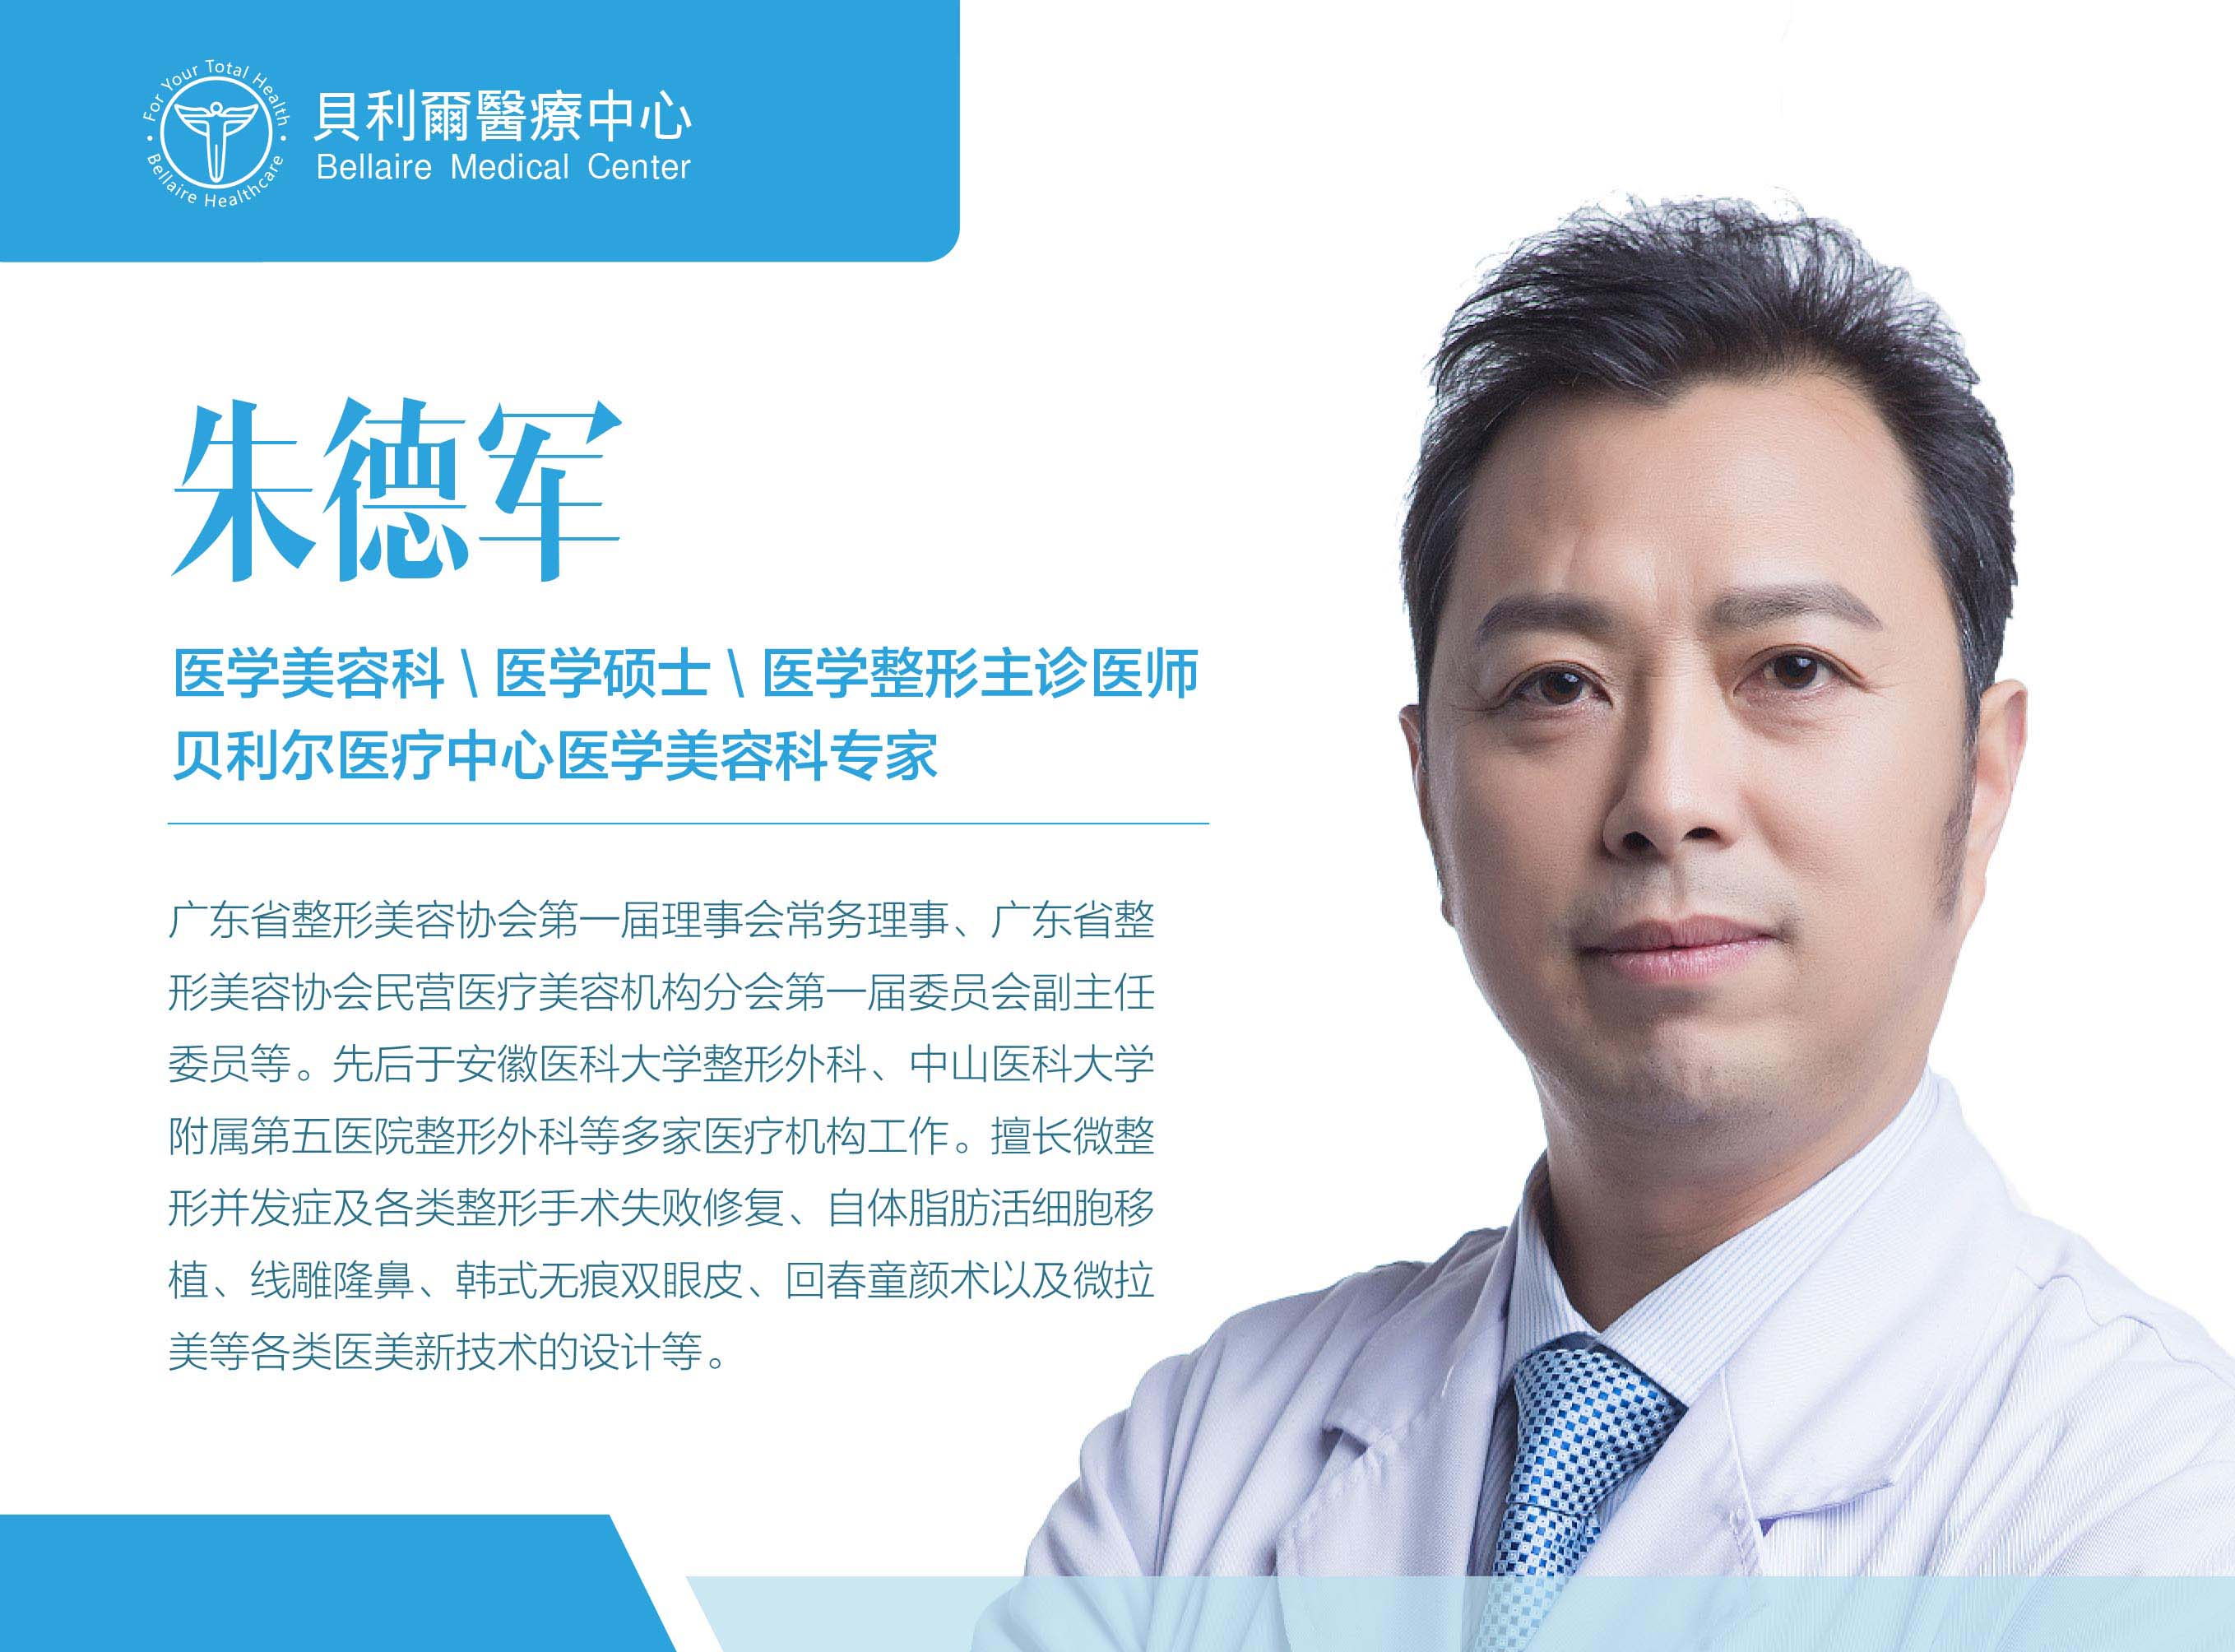 For Your Total Health
Bellaire Healthcare
貝利爾醫療中心
Bellaire Medical Center
朱德军
医学美容科 \ 医学硕士 \ 医学整形主诊医师
贝利尔医疗中心医学美容科专家
广东省整形美容协会第一届理事会常务理事、广东省整
形美容协会民营医疗美容机构分会第一届委员会副主任
委员等。先后于安徽医科大学整形外科、中山医科大学
附属第五医院整形外科等多家医疗机构工作。擅长微整
形并发症及各类整形手术失败修复、自体脂肪活细胞移
植、线雕隆鼻、韩式无痕双眼皮、回春童颜术以及微拉
美等各类医美新技术的设计等。